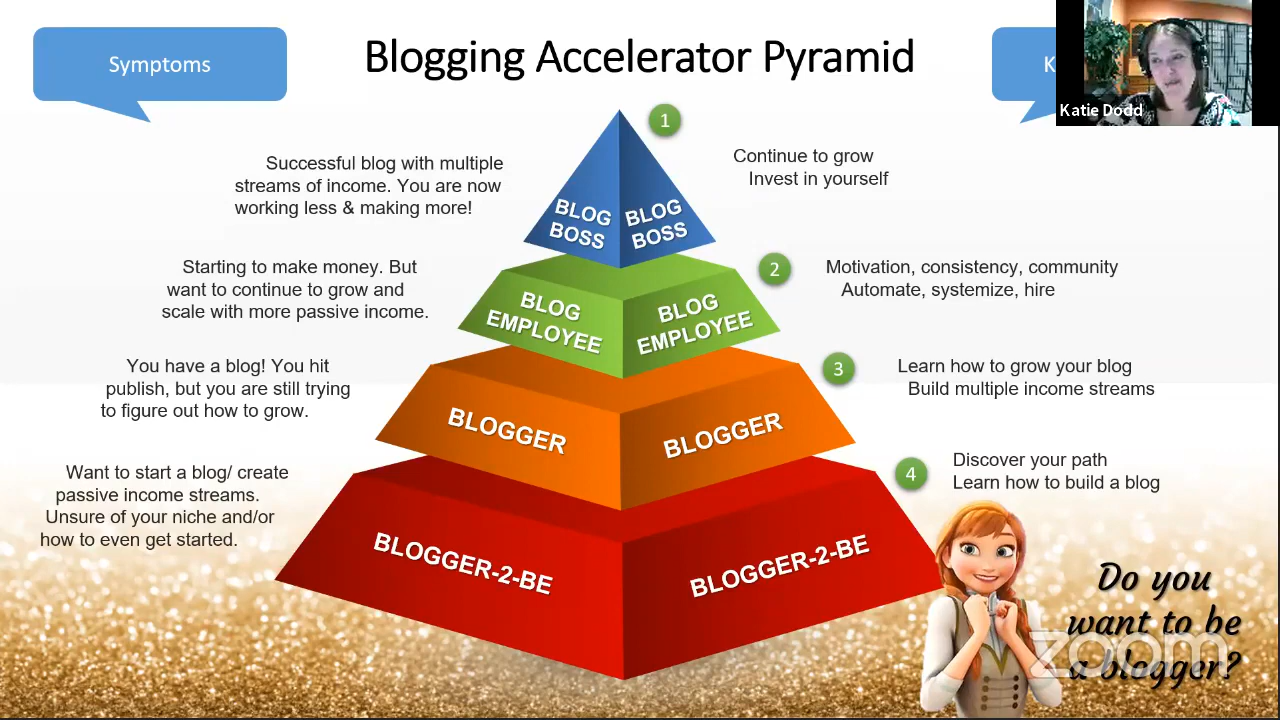 Symptoms
Blogging Accelerator Pyramid
K
Katie Dodd
1
Successful blog with multiple
streams of income. You are now
working less & making more!
Continue to grow
Invest in yourself
BLOG
BOSS
BLOG
BOSS
2
Starting to make money. But
want to continue to grow and
scale with more passive income.
Motivation, consistency, community
Automate, systemize, hire
BLOG
EMPLOYEE
BLOG
EMPLOYEE
3
You have a blog! You hit
publish, but you are still trying
to figure out how to grow.
Learn how to grow your blog
Build multiple income streams
BLOGGER
BLOGGER
4
Want to start a blog/ create
passive income streams.
Unsure of your niche and/or
how to even get started.
Discover your path
Learn how to build a blog
BLOGGER-2-BE
BLOGGER-2-BE
Do you
want to be
a blogger?
zoom